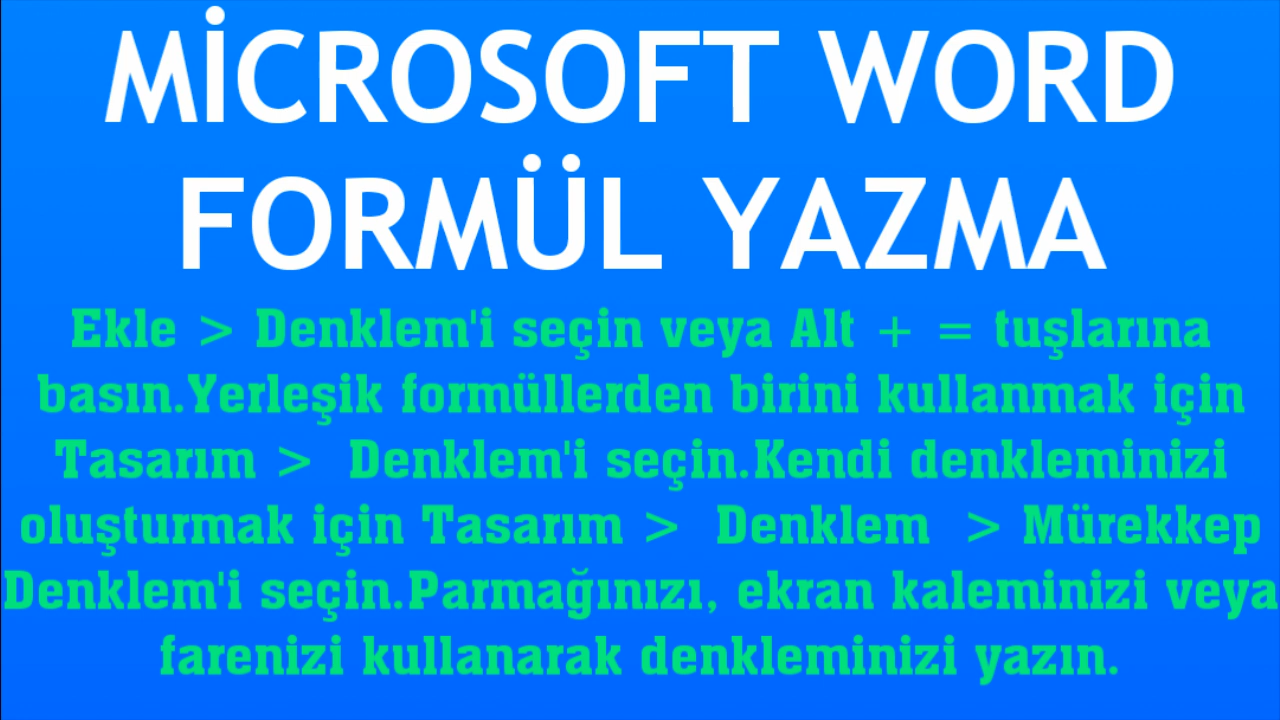 MİCROSOFT WORD
FORMÜL YAZMA
Ekle > Denklem'i seçin veya Alt + = tuşlarına
basın.Yerleşik formüllerden birini kullanmak için
Tasarım > Denklem'i seçin.Kendi denkleminizi
oluşturmak için Tasarım > Denklem > Mürekkep
Denklem'i seçin.Parmağınızı, ekran kaleminizi veya
farenizi kullanarak denkleminizi yazın.